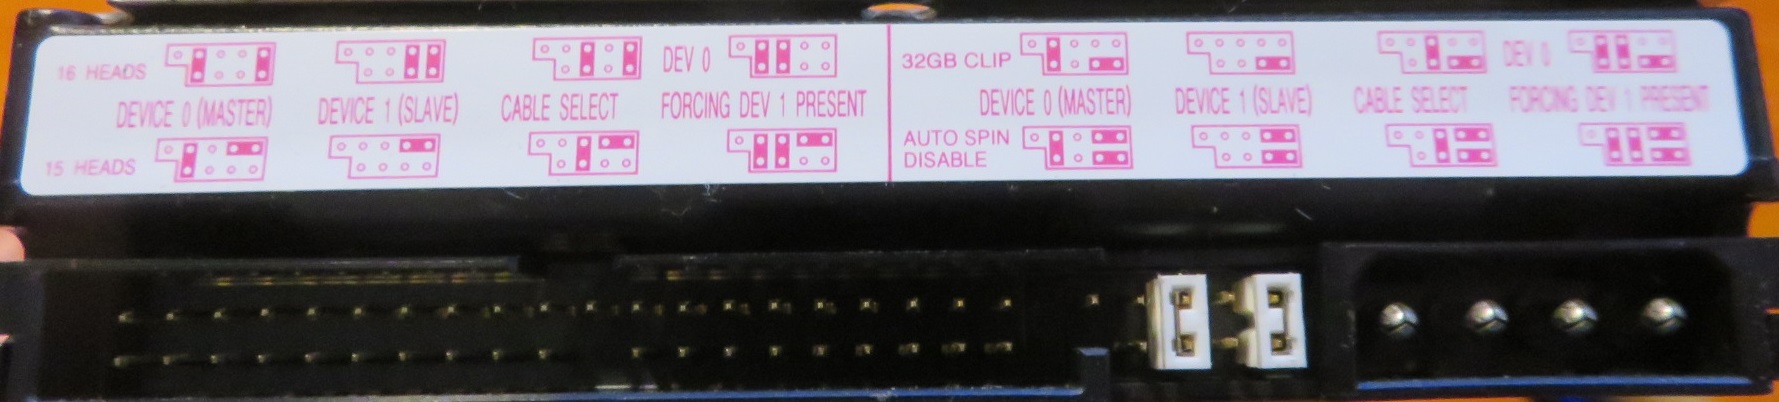 16 HEADS
DEV 0
DEVICE 0 (MASTER)
DEVICE 1 (SLAVE)
CABLE SELECT
FORCING DEV 1 PRESENT
15 HEADS
32GB CLIP
DEV 0
DEVICE 0 (MASTER)
DEVICE 1 (SLAVE)
CABLE SELECT
FORCING DEV 1 PRESENT
AUTO SPIN
DISABLE